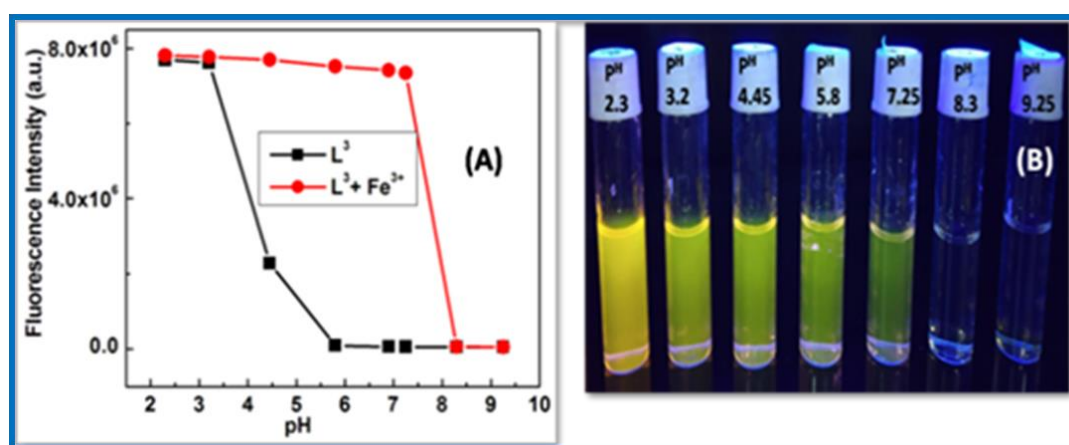 Fluorescence Intensity (a.u.)
8.0x10⁶
4.0x10⁶
0.0
L³
L³+ Fe³⁺
(A)
2 3 4 5 6 7 8 9 10
pH
pH 2.3
pH 3.2
pH 4.45
pH 5.8
pH 7.25
pH 8.3
pH 9.25
(B)